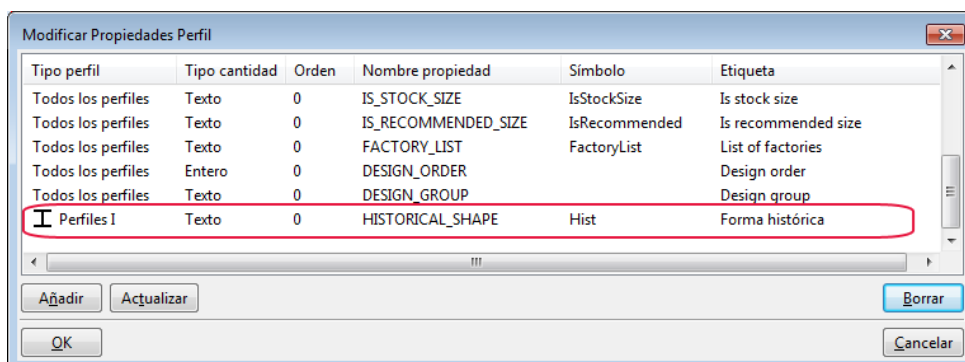 Modificar Propiedades Perfil
Tipo perfil Tipo cantidad Orden Nombre propiedad Símbolo Etiqueta
Todos los perfiles Texto 0 IS_STOCK_SIZE IsStockSize Is stock size
Todos los perfiles Texto 0 IS_RECOMMENDED_SIZE IsRecommended Is recommended size
Todos los perfiles Texto 0 FACTORY_LIST FactoryList List of factories
Todos los perfiles Entero 0 DESIGN_ORDER Design order
Todos los perfiles Texto 0 DESIGN_GROUP Design group
Perfiles I Texto 0 HISTORICAL_SHAPE Hist Forma histórica
Añadir Actualizar Borrar
OK Cancelar